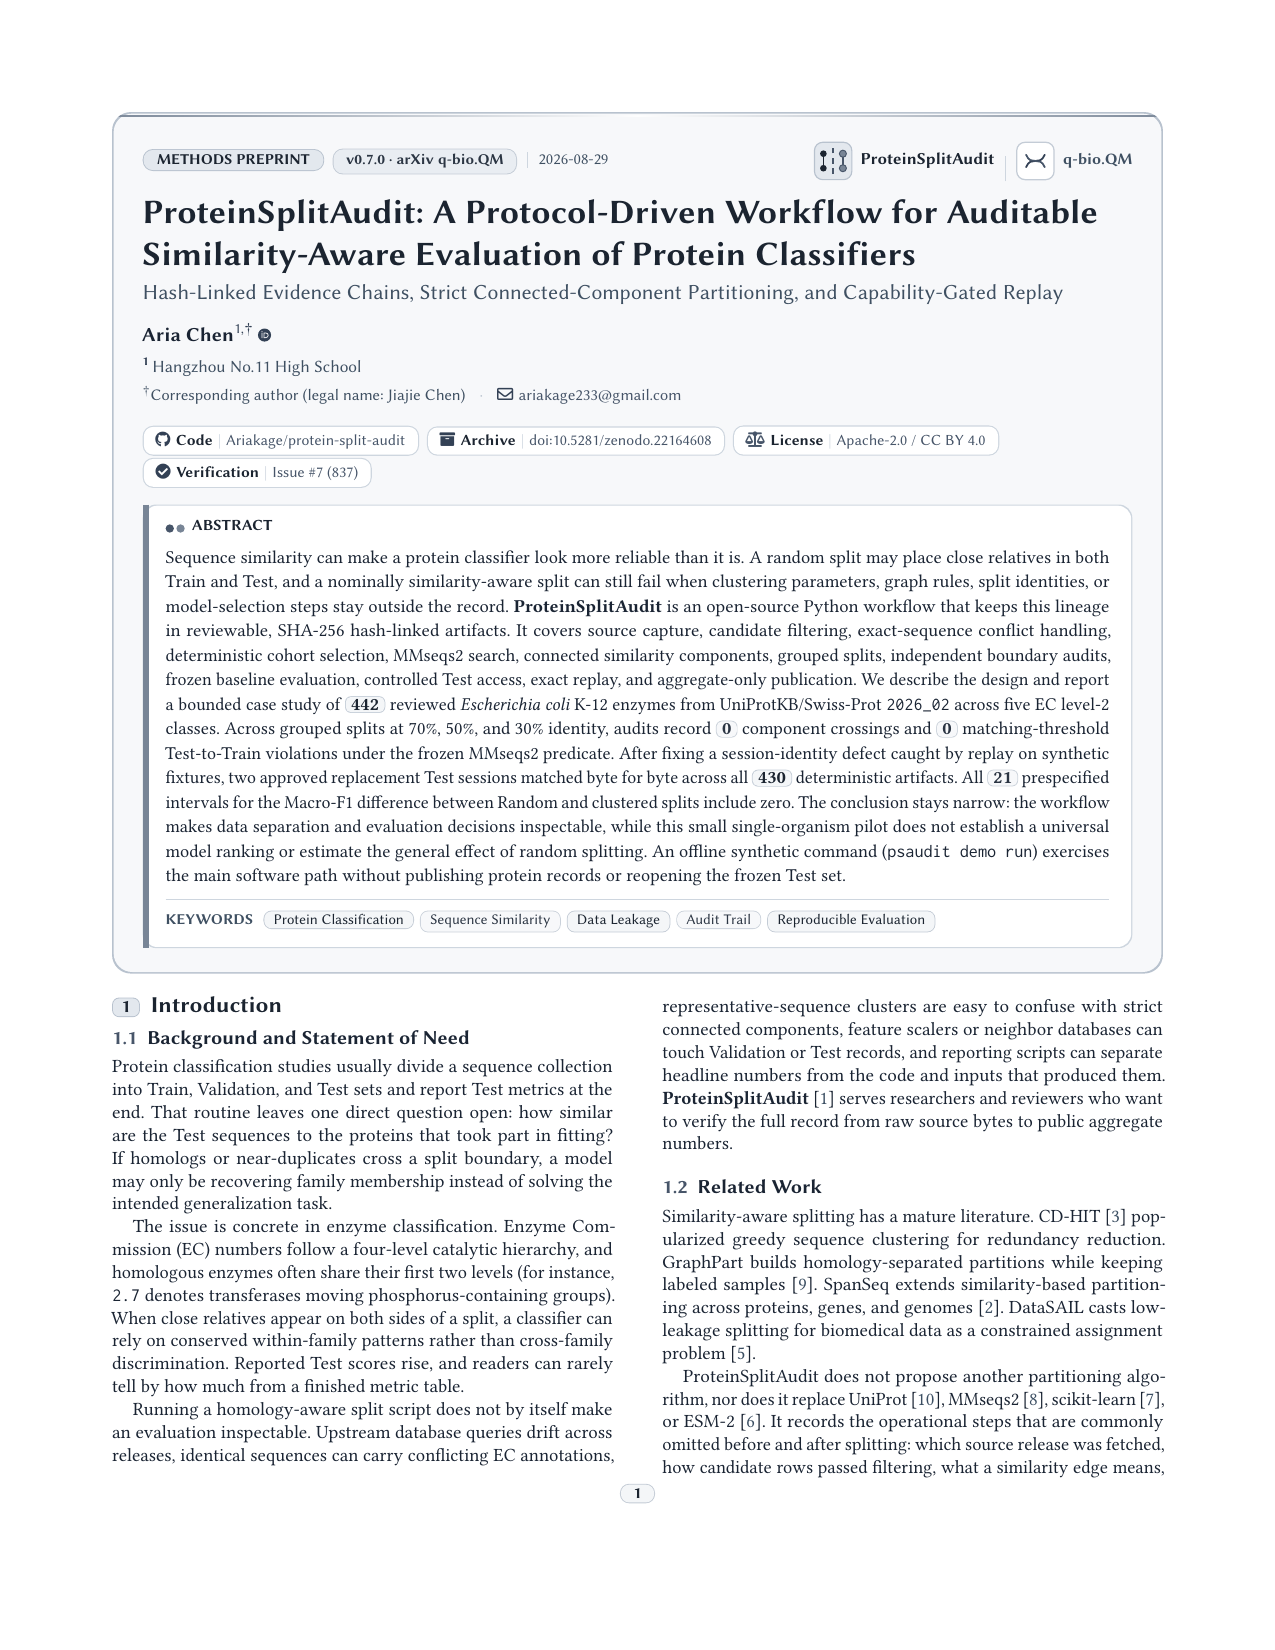 METHODS PREPRINT v0.7.0 · arXiv q-bio.QM 2026-08-29 ProteinSplitAudit q-bio.QM
ProteinSplitAudit: A Protocol-Driven Workflow for Auditable
Similarity-Aware Evaluation of Protein Classifiers
Hash-Linked Evidence Chains, Strict Connected-Component Partitioning, and Capability-Gated Replay
Aria Chen1,† iD
1 Hangzhou No.11 High School
†Corresponding author (legal name: Jiajie Chen) · ariakage233@gmail.com
Code Ariakage/protein-split-audit Archive doi:10.5281/zenodo.22164608 License Apache-2.0 / CC BY 4.0
Verification Issue #7 (837)
ABSTRACT
Sequence similarity can make a protein classifier look more reliable than it is. A random split may place close relatives in both
Train and Test, and a nominally similarity-aware split can still fail when clustering parameters, graph rules, split identities, or
model-selection steps stay outside the record. ProteinSplitAudit is an open-source Python workflow that keeps this lineage
in reviewable, SHA-256 hash-linked artifacts. It covers source capture, candidate filtering, exact-sequence conflict handling,
deterministic cohort selection, MMseqs2 search, connected similarity components, grouped splits, independent boundary audits,
frozen baseline evaluation, controlled Test access, exact replay, and aggregate-only publication. We describe the design and report
a bounded case study of 442 reviewed Escherichia coli K-12 enzymes from UniProtKB/Swiss-Prot 2026_02 across five EC level-2
classes. Across grouped splits at 70%, 50%, and 30% identity, audits record 0 component crossings and 0 matching-threshold
Test-to-Train violations under the frozen MMseqs2 predicate. After fixing a session-identity defect caught by replay on synthetic
fixtures, two approved replacement Test sessions matched byte for byte across all 430 deterministic artifacts. All 21 prespecified
intervals for the Macro-F1 difference between Random and clustered splits include zero. The conclusion stays narrow: the workflow
makes data separation and evaluation decisions inspectable, while this small single-organism pilot does not establish a universal
model ranking or estimate the general effect of random splitting. An offline synthetic command (psaudit demo run) exercises
the main software path without publishing protein records or reopening the frozen Test set.
KEYWORDS Protein Classification Sequence Similarity Data Leakage Audit Trail Reproducible Evaluation
1 Introduction
1.1 Background and Statement of Need
Protein classification studies usually divide a sequence collection
into Train, Validation, and Test sets and report Test metrics at the
end. That routine leaves one direct question open: how similar
are the Test sequences to the proteins that took part in fitting?
If homologs or near-duplicates cross a split boundary, a model
may only be recovering family membership instead of solving the
intended generalization task.
The issue is concrete in enzyme classification. Enzyme Com-
mission (EC) numbers follow a four-level catalytic hierarchy, and
homologous enzymes often share their first two levels (for instance,
2.7 denotes transferases moving phosphorus-containing groups).
When close relatives appear on both sides of a split, a classifier can
rely on conserved within-family patterns rather than cross-family
discrimination. Reported Test scores rise, and readers can rarely
tell by how much from a finished metric table.
Running a homology-aware split script does not by itself make
an evaluation inspectable. Upstream database queries drift across
releases, identical sequences can carry conflicting EC annotations,
representative-sequence clusters are easy to confuse with strict
connected components, feature scalers or neighbor databases can
touch Validation or Test records, and reporting scripts can separate
headline numbers from the code and inputs that produced them.
ProteinSplitAudit [1] serves researchers and reviewers who want
to verify the full record from raw source bytes to public aggregate
numbers.
1.2 Related Work
Similarity-aware splitting has a mature literature. CD-HIT [3] pop-
ularized greedy sequence clustering for redundancy reduction.
GraphPart builds homology-separated partitions while keeping
labeled samples [9]. SpanSeq extends similarity-based partition-
ing across proteins, genes, and genomes [2]. DataSAIL casts low-
leakage splitting for biomedical data as a constrained assignment
problem [5].
ProteinSplitAudit does not propose another partitioning algo-
rithm, nor does it replace UniProt [10], MMseqs2 [8], scikit-learn [7],
or ESM-2 [6]. It records the operational steps that are commonly
omitted before and after splitting: which source release was fetched,
how candidate rows passed filtering, what a similarity edge means,
1